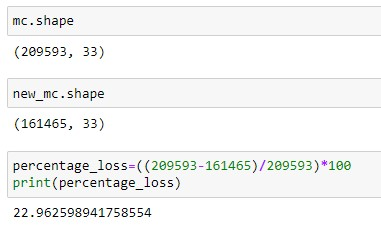 mc.shape
(209593, 33)
new_mc.shape
(161465, 33)
percentage_loss=((209593-161465)/209593)*100
print(percentage_loss)
22.962598941758554